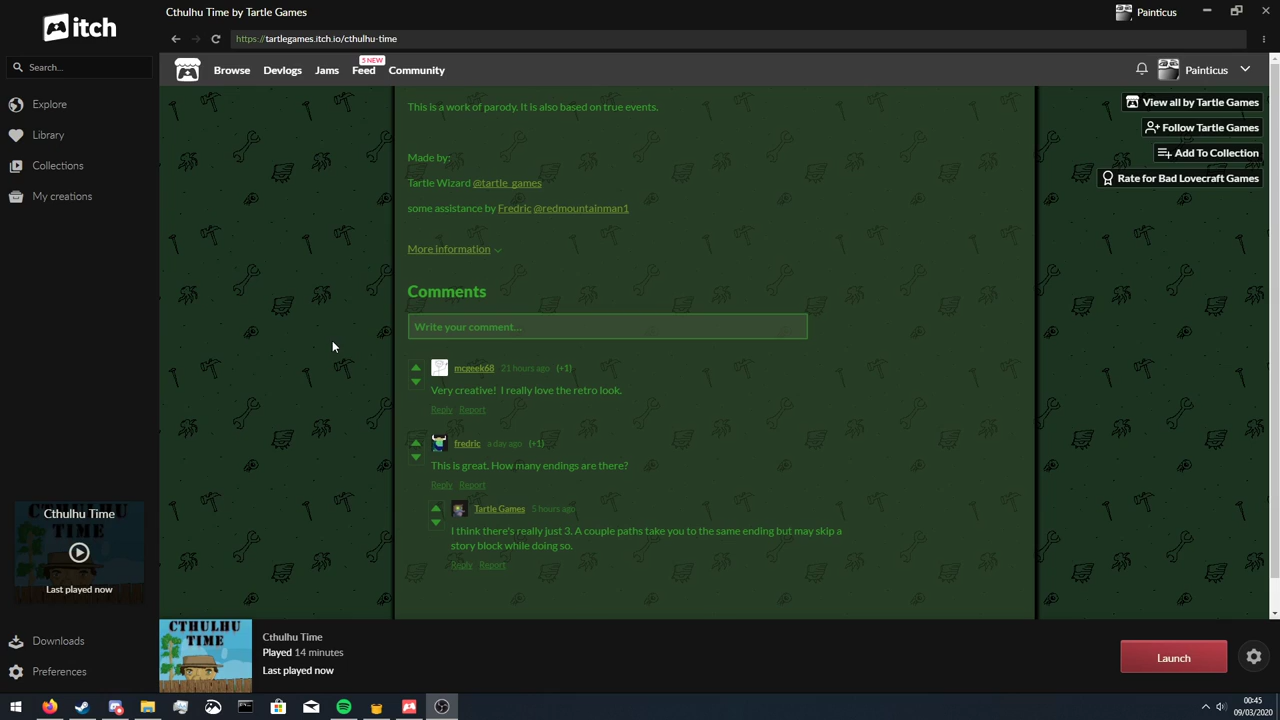 itch
Cthulhu Time by Tartle Games
Painticus
https://tartlegames.itch.io/cthulhu-time
Search...
3 NEW
Browse
Devlogs
Jams
Feed
Community
Painticus
Explore
Library
Collections
My creations
This is a work of parody. It is also based on true events.
View all by Tartle Games
Follow Tartle Games
Add To Collection
Rate for Bad Lovecraft Games
Made by:
Tartle Wizard @tartle_games
some assistance by Fredric @redmountainman1
More information
Comments
Write your comment...
mcgeek68 21 hours ago (+1)
Very creative!  I really love the retro look.
Reply Report
fredric a day ago (+1)
This is great. How many endings are there?
Reply Report
Tartle Games 5 hours ago
I think there's really just 3. A couple paths take you to the same ending but may skip a
story block while doing so.
Reply Report
Cthulhu Time
Last played now
Downloads
Preferences
CTHULHU
TIME
Cthulhu Time
Played 14 minutes
Last played now
Launch
00:45
09/03/2020